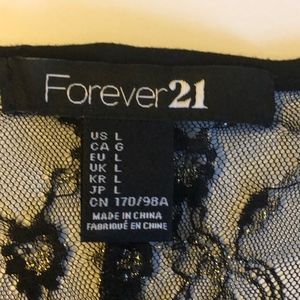 Forever21
US L
CA G
EU L
UK L
KR L
JP L
CN 170/98A
MADE IN CHINA
FABRIQUÉ EN CHINE